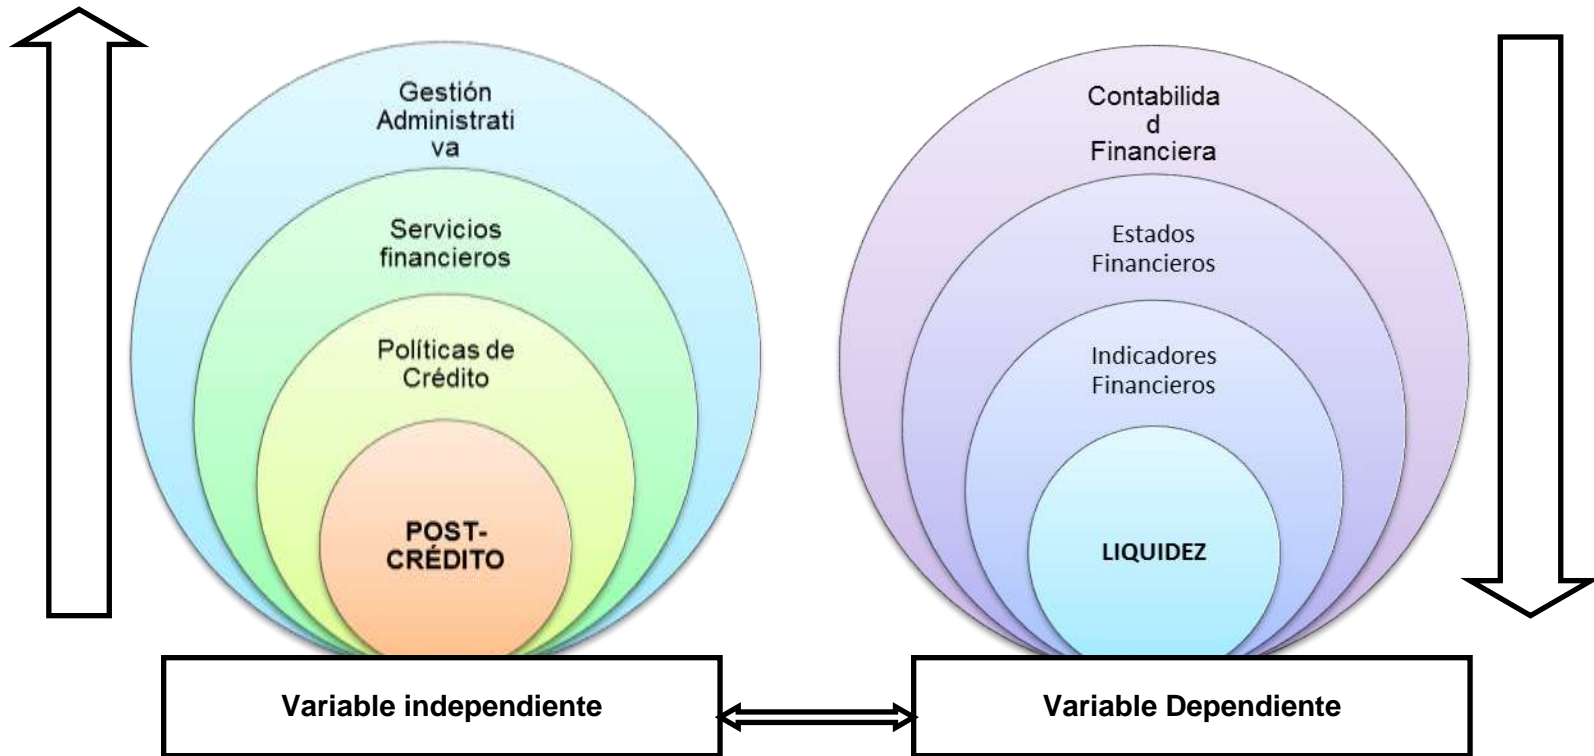 Gestión
Administrati
va
Servicios
financieros
Políticas de
Crédito
POST-
CRÉDITO
Variable independiente
Contabilida
d
Financiera
Estados
Financieros
Indicadores
Financieros
LIQUIDEZ
Variable Dependiente